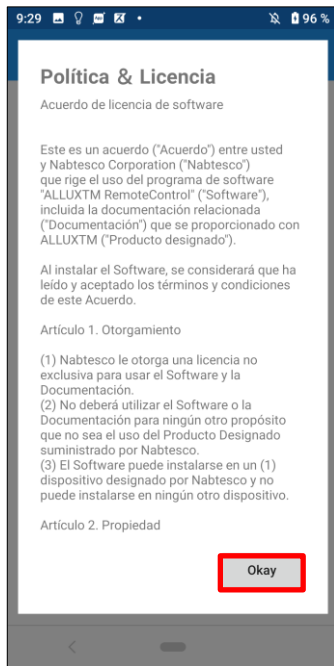 9:29 96 %
Política & Licencia
Acuerdo de licencia de software
Este es un acuerdo ("Acuerdo") entre usted
y Nabtesco Corporation ("Nabtesco")
que rige el uso del programa de software
"ALLUXTM RemoteControl" ("Software"),
incluida la documentación relacionada
("Documentación") que se proporcionado con
ALLUXTM ("Producto designado").
Al instalar el Software, se considerará que ha
leído y aceptado los términos y condiciones
de este Acuerdo.
Artículo 1. Otorgamiento
(1) Nabtesco le otorga una licencia no
exclusiva para usar el Software y la
Documentación.
(2) No deberá utilizar el Software o la
Documentación para ningún otro propósito
que no sea el uso del Producto Designado
suministrado por Nabtesco.
(3) El Software puede instalarse en un (1)
dispositivo designado por Nabtesco y no
puede instalarse en ningún otro dispositivo.
Artículo 2. Propiedad
Okay